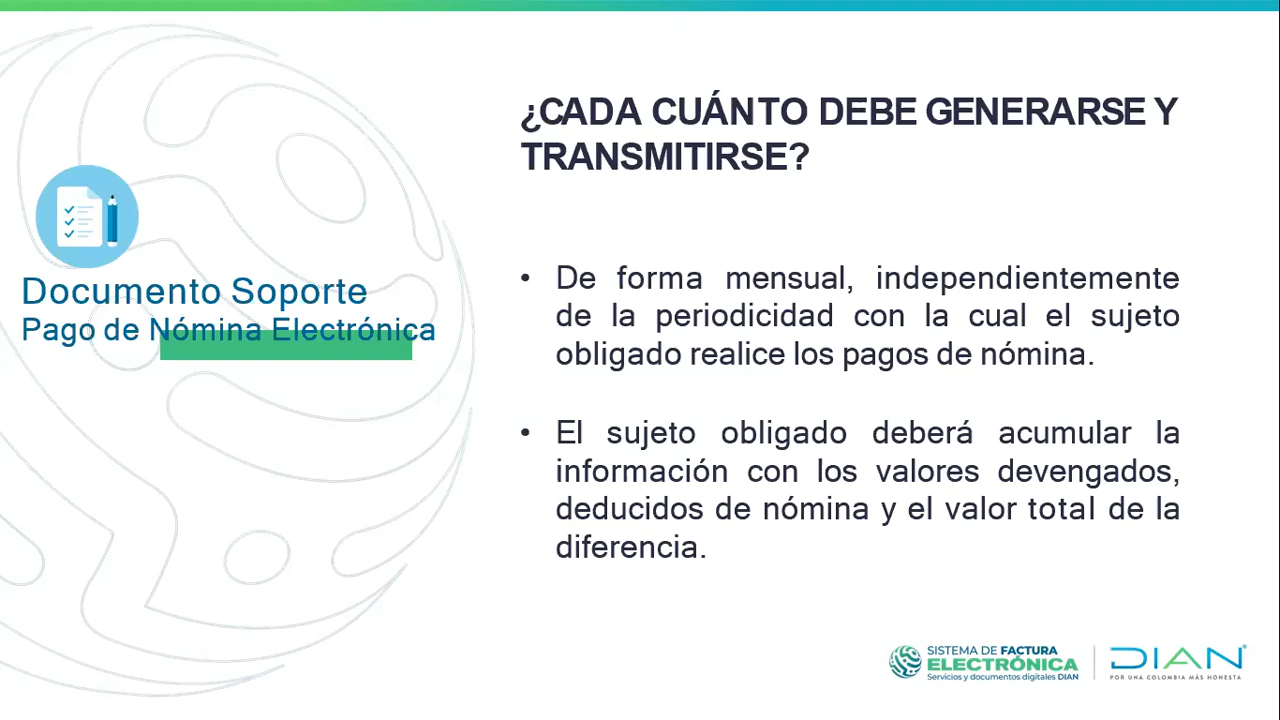 ¿CADA CUÁNTO DEBE GENERARSE Y
TRANSMITIRSE?
Documento Soporte
Pago de Nómina Electrónica
• De forma mensual, independientemente
de la periodicidad con la cual el sujeto
obligado realice los pagos de nómina.
• El sujeto obligado deberá acumular la
información con los valores devengados,
deducidos de nómina y el valor total de la
diferencia.
SISTEMA DE FACTURA
ELECTRÓNICA
Servicios y documentos digitales DIAN
DIAN
POR UNA COLOMBIA MÁS HONESTA